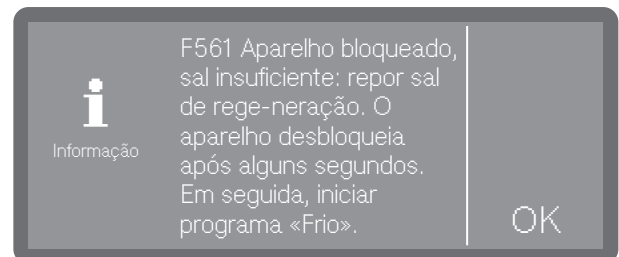 F561 Aparelho bloqueado,
sal insuficiente: repor sal
de rege-neração. O
aparelho desbloqueia
após alguns segundos.
Em seguida, iniciar
programa «Frio».
i
Informação
OK